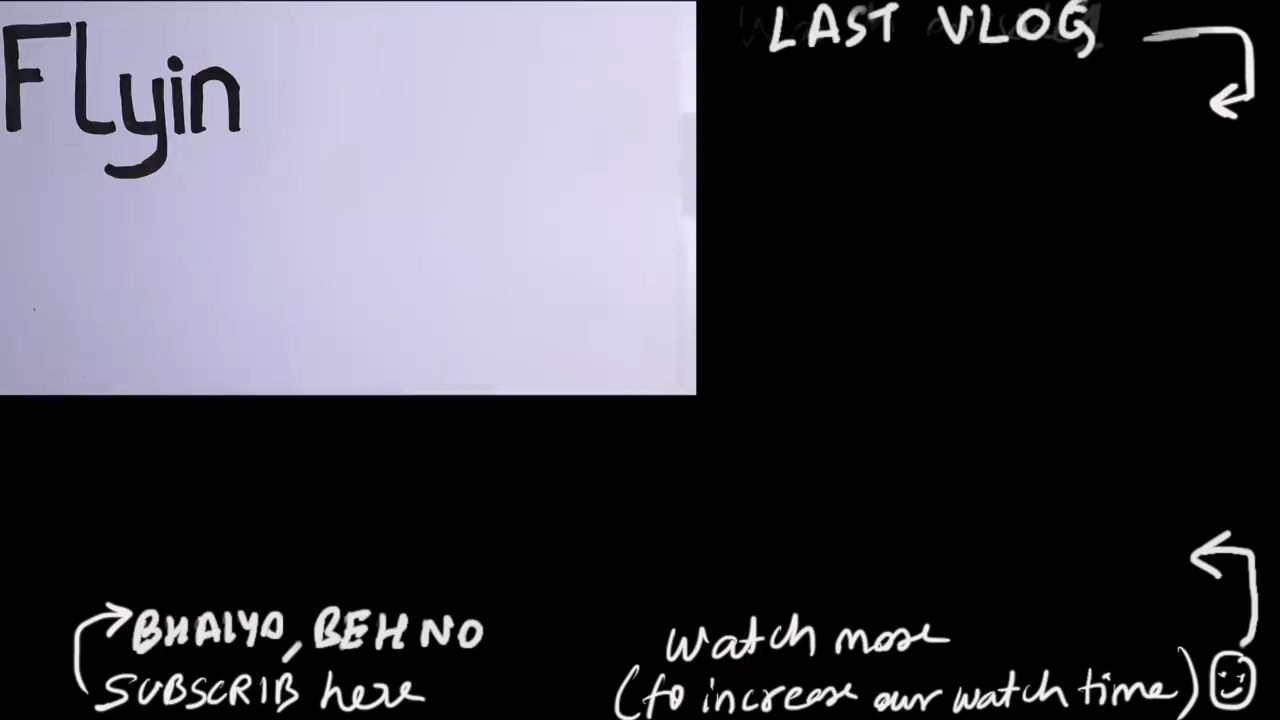 Flyin
LAST VLOG
BHAIYO, BEHNO
SUBSCRIB here
watch more
(to increase our watch time)